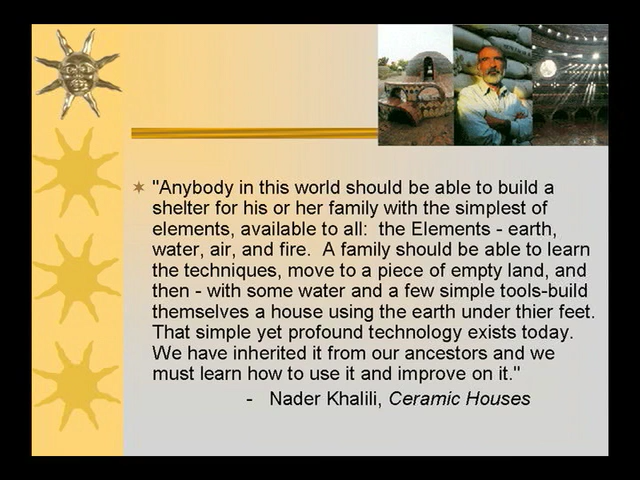 "Anybody in this world should be able to build a
shelter for his or her family with the simplest of
elements, available to all:  the Elements - earth,
water, air, and fire.  A family should be able to learn
the techniques, move to a piece of empty land, and
then - with some water and a few simple tools-build
themselves a house using the earth under thier feet.
That simple yet profound technology exists today.
We have inherited it from our ancestors and we
must learn how to use it and improve on it."
-   Nader Khalili, Ceramic Houses